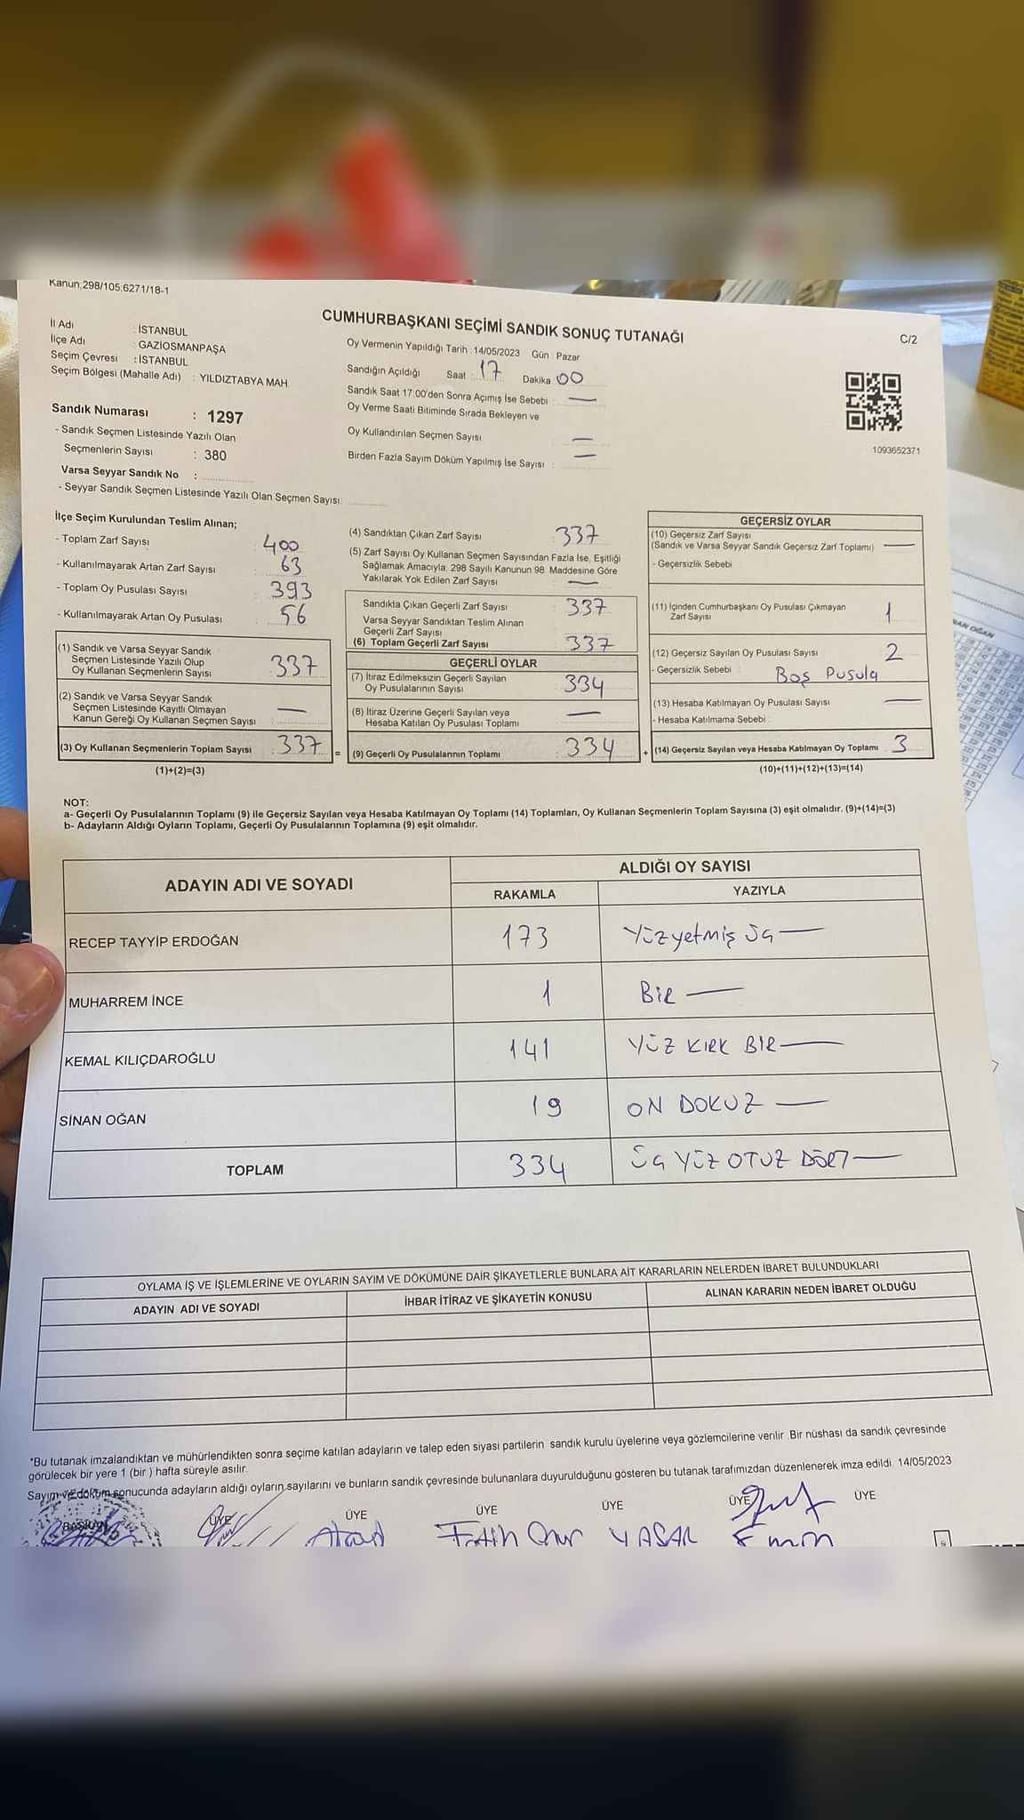 Kanun;298/105;6271/18-1
CUMHURBAŞKANI SEÇİMİ SANDIK SONUÇ TUTANAĞI
C/2
İl Adı : İSTANBUL
İlçe Adı : GAZİOSMANPAŞA
Seçim Çevresi : İSTANBUL
Seçim Bölgesi (Mahalle Adı) : YILDIZTABYA MAH.
Sandık Numarası : 1297
- Sandık Seçmen Listesinde Yazılı Olan
Seçmenlerin Sayısı : 380
Varsa Seyyar Sandık No :
- Seyyar Sandık Seçmen Listesinde Yazılı Olan Seçmen Sayısı
Oy Vermenin Yapıldığı Tarih : 14/05/2023 Gün : Pazar
Sandığın Açıldığı Saat 17 Dakika 00
Sandık Saat 17:00'den Sonra Açımış İse Sebebi : —
Oy Verme Saati Bitiminde Sırada Bekleyen ve
Oy Kullandırılan Seçmen Sayısı —
Birden Fazla Sayım Döküm Yapılmış İse Sayısı : —
1093652371
İlçe Seçim Kurulundan Teslim Alınan;
- Toplam Zarf Sayısı : 400
- Kullanılmayarak Artan Zarf Sayısı : 63
- Toplam Oy Pusulası Sayısı : 393
- Kullanılmayarak Artan Oy Pusulası : 56
(1) Sandık ve Varsa Seyyar Sandık
Seçmen Listesinde Yazılı Olup
Oy Kullanan Seçmenlerin Sayısı : 337
(2) Sandık ve Varsa Seyyar Sandık
Seçmen Listesinde Kayıtlı Olmayan
Kanun Gereği Oy Kullanan Seçmen Sayısı : —
(3) Oy Kullanan Seçmenlerin Toplam Sayısı : 337
(1)+(2)=(3)
(4) Sandıktan Çıkan Zarf Sayısı : 337
(5) Zarf Sayısı Oy Kullanan Seçmen Sayısından Fazla İse, Eşitliği
Sağlamak Amacıyla, 298 Sayılı Kanunun 98. Maddesine Göre
Yakılarak Yok Edilen Zarf Sayısı : —
Sandıkta Çıkan Geçerli Zarf Sayısı : 337
Varsa Seyyar Sandıktan Teslim Alınan
Geçerli Zarf Sayısı
(6) Toplam Geçerli Zarf Sayısı : 337
GEÇERLİ OYLAR
(7) İtiraz Edilmeksizin Geçerli Sayılan
Oy Pusulalarının Sayısı : 334
(8) İtiraz Üzerine Geçerli Sayılan veya
Hesaba Katılan Oy Pusulası Toplamı : —
= (9) Geçerli Oy Pusulalarının Toplamı : 334
GEÇERSİZ OYLAR
(10) Geçersiz Zarf Sayısı
(Sandık ve Varsa Seyyar Sandık Geçersiz Zarf Toplamı) —
- Geçersizlik Sebebi
(11) İçinden Cumhurbaşkanı Oy Pusulası Çıkmayan
Zarf Sayısı 1
(12) Geçersiz Sayılan Oy Pusulası Sayısı 2
- Geçersizlik Sebebi Boş Pusula
(13) Hesaba Katılmayan Oy Pusulası Sayısı —
- Hesaba Katılmama Sebebi :
+ (14) Geçersiz Sayılan veya Hesaba Katılmayan Oy Toplamı 3
(10)+(11)+(12)+(13)=(14)
NOT:
a- Geçerli Oy Pusulalarının Toplamı (9) ile Geçersiz Sayılan veya Hesaba Katılmayan Oy Toplamı (14) Toplamları, Oy Kullanan Seçmenlerin Toplam Sayısına (3) eşit olmalıdır. (9)+(14)=(3)
b- Adayların Aldığı Oyların Toplamı, Geçerli Oy Pusulalarının Toplamına (9) eşit olmalıdır.
ADAYIN ADI VE SOYADI
ALDIĞI OY SAYISI
RAKAMLA YAZIYLA
RECEP TAYYİP ERDOĞAN 173 Yüzyetmiş üç —
MUHARREM İNCE 1 Bir —
KEMAL KILIÇDAROĞLU 141 YÜZ KIRK BİR —
SİNAN OĞAN 19 ON DOKUZ —
TOPLAM 334 ÜÇ YÜZ OTUZ DÖRT —
OYLAMA İŞ VE İŞLEMLERİNE VE OYLARIN SAYIM VE DÖKÜMÜNE DAİR ŞİKAYETLERLE BUNLARA AİT KARARLARIN NELERDEN İBARET BULUNDUKLARI
ADAYIN ADI VE SOYADI İHBAR İTİRAZ VE ŞİKAYETİN KONUSU ALINAN KARARIN NEDEN İBARET OLDUĞU
*Bu tutanak imzalandıktan ve mühürlendikten sonra seçime katılan adayların ve talep eden siyasi partilerin sandık kurulu üyelerine veya gözlemcilerine verilir. Bir nüshası da sandık çevresinde
görülecek bir yere 1 (bir) hafta süreyle asılır.
Sayım ve döküm sonucunda adayların aldığı oyların sayılarını ve bunların sandık çevresinde bulunanlara duyurulduğunu gösteren bu tutanak tarafımızdan düzenlenerek imza edildi. 14/05/2023
BAŞKAN ÜYE ÜYE ÜYE ÜYE ÜYE ÜYE
Fatih Onur YAŞAR